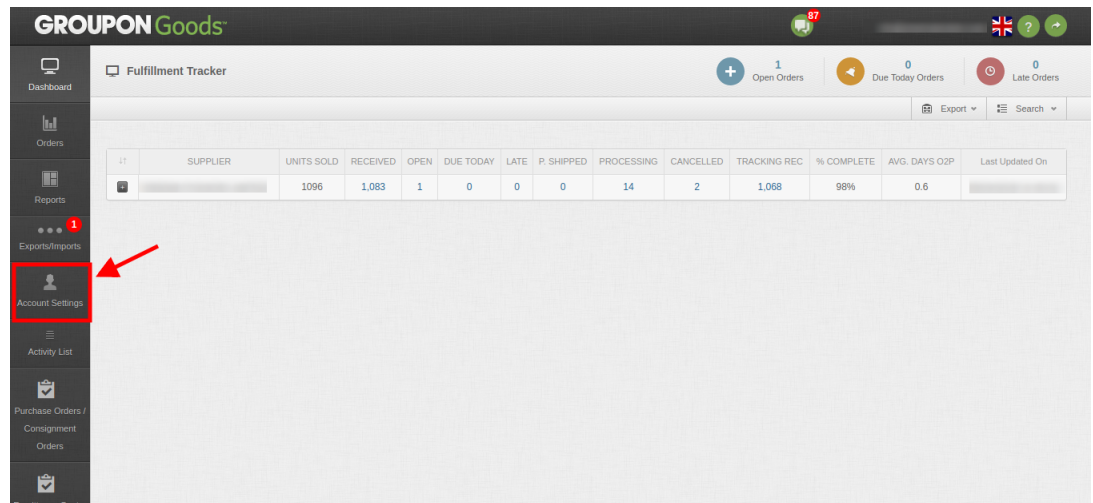 GROUPON Goods™
87
?
Dashboard
Orders
Reports
1
Exports/Imports
Account Settings
Activity List
Purchase Orders /
Consignment
Orders
Fulfillment Tracker
1
Open Orders
0
Due Today Orders
0
Late Orders
Export
Search
SUPPLIER UNITS SOLD RECEIVED OPEN DUE TODAY LATE P. SHIPPED PROCESSING CANCELLED TRACKING REC % COMPLETE AVG. DAYS O2P Last Updated On
1096 1,083 1 0 0 0 14 2 1,068 98% 0.6